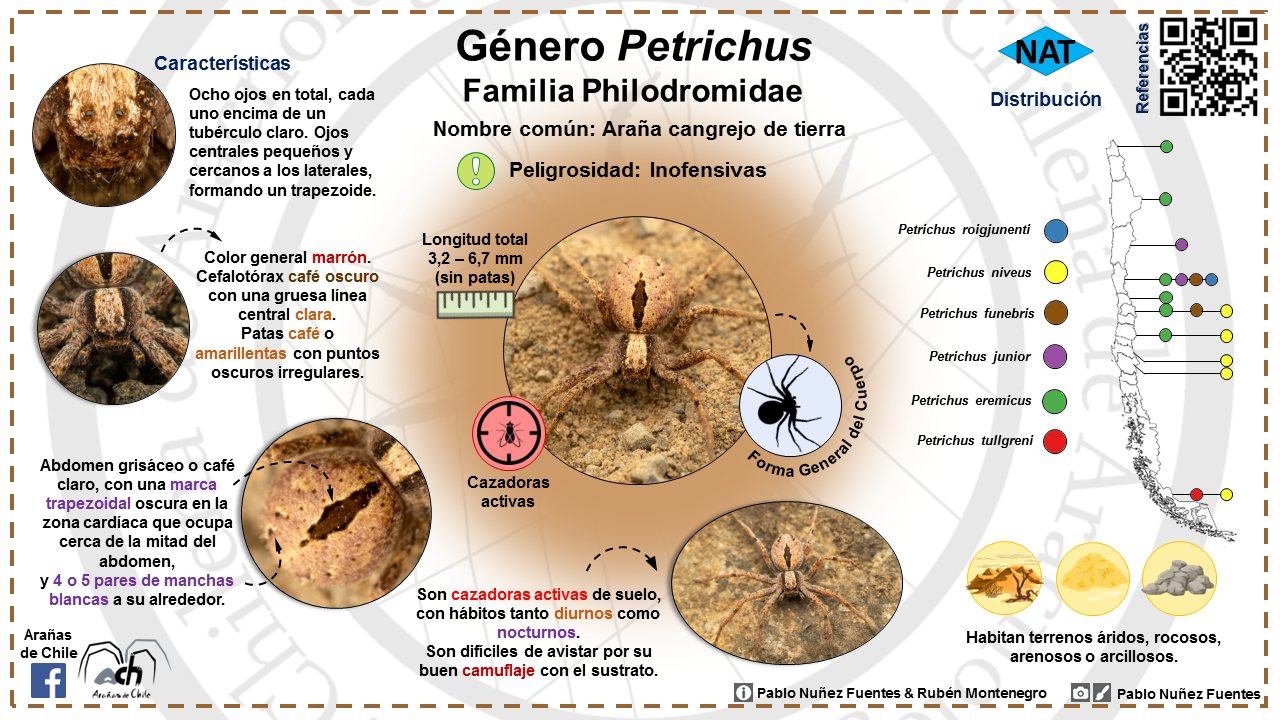 Género Petrichus
Familia Philodromidae
Nombre común: Araña cangrejo de tierra
Peligrosidad: Inofensivas
Características
Ocho ojos en total, cada
uno encima de un
tubérculo claro. Ojos
centrales pequeños y
cercanos a los laterales,
formando un trapezoide.
Color general marrón.
Cefalotórax café oscuro
con una gruesa línea
central clara.
Patas café o
amarillentas con puntos
oscuros irregulares.
Abdomen grisáceo o café
claro, con una marca
trapezoidal oscura en la
zona cardíaca que ocupa
cerca de la mitad del
abdomen,
y 4 o 5 pares de manchas
blancas a su alrededor.
Arañas
de Chile
ach
Arañas de Chile
Longitud total
3,2 – 6,7 mm
(sin patas)
Cazadoras
activas
Forma General del Cuerpo
Son cazadoras activas de suelo,
con hábitos tanto diurnos como
nocturnos.
Son difíciles de avistar por su
buen camuflaje con el sustrato.
NAT
Distribución
Referencias
Petrichus roigjunenti
Petrichus niveus
Petrichus funebris
Petrichus junior
Petrichus eremicus
Petrichus tullgreni
Habitan terrenos áridos, rocosos,
arenosos o arcillosos.
Pablo Nuñez Fuentes & Rubén Montenegro
Pablo Nuñez Fuentes